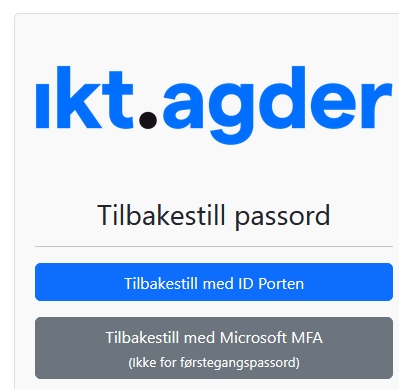 ikt.agder
Tilbakestill passord
Tilbakestill med ID Porten
Tilbakestill med Microsoft MFA
(Ikke for førstegangspassord)